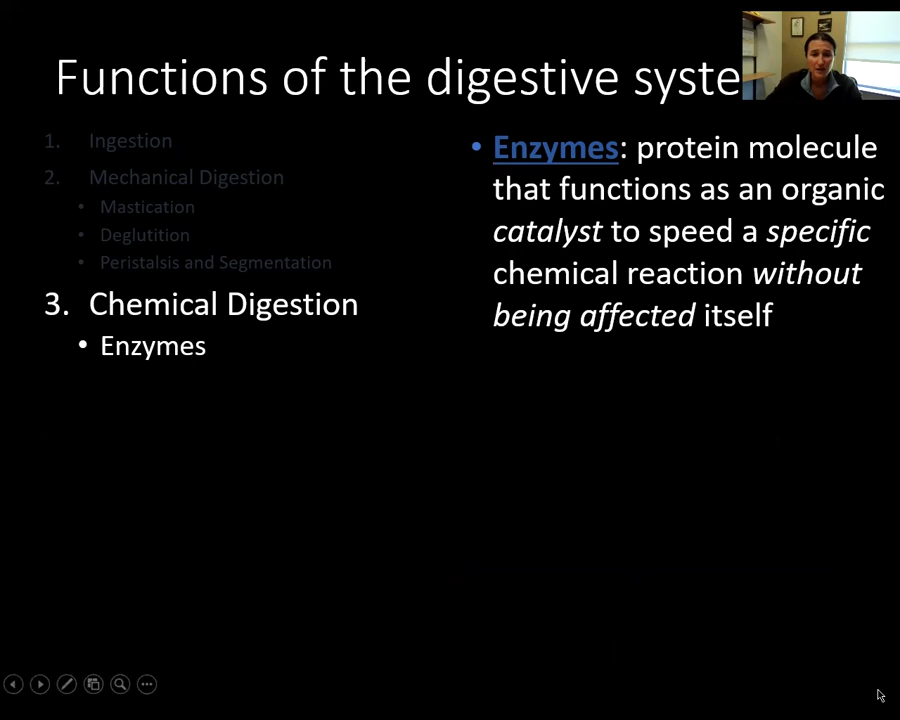 Functions of the digestive syste
1. Ingestion
2. Mechanical Digestion
• Mastication
• Deglutition
• Peristalsis and Segmentation
3. Chemical Digestion
• Enzymes
• Enzymes: protein molecule
that functions as an organic
catalyst to speed a specific
chemical reaction without
being affected itself